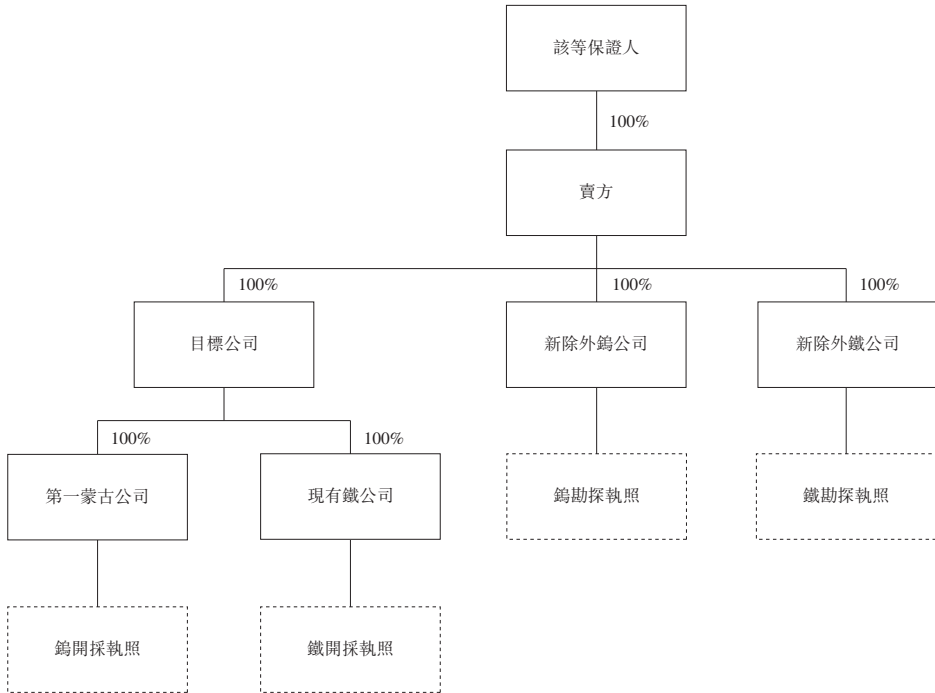 該等保證人
100%
賣方
100%
100%
100%
目標公司
新除外鎢公司
新除外鐵公司
100%
100%
第一蒙古公司
現有鐵公司
鎢勘探執照
鐵勘探執照
鎢開採執照
鐵開採執照